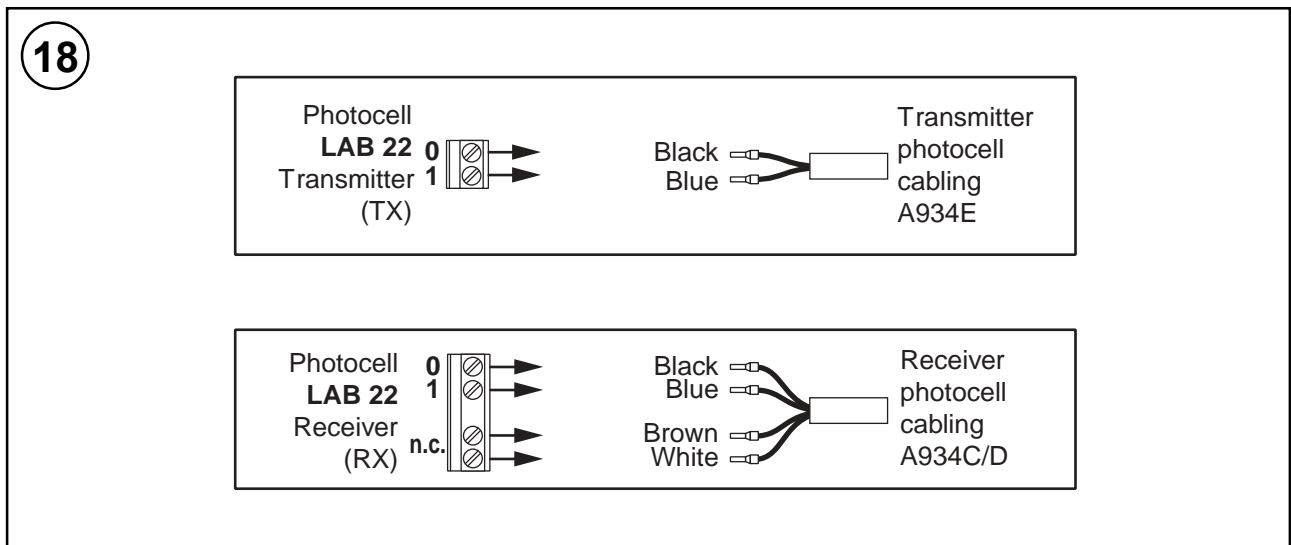 18
Photocell
LAB 22
Transmitter
(TX)
0
1
Black
Blue
Transmitter
photocell
cabling
A934E
Photocell
LAB 22
Receiver
(RX)
0
1
n.c.
Black
Blue
Brown
White
Receiver
photocell
cabling
A934C/D